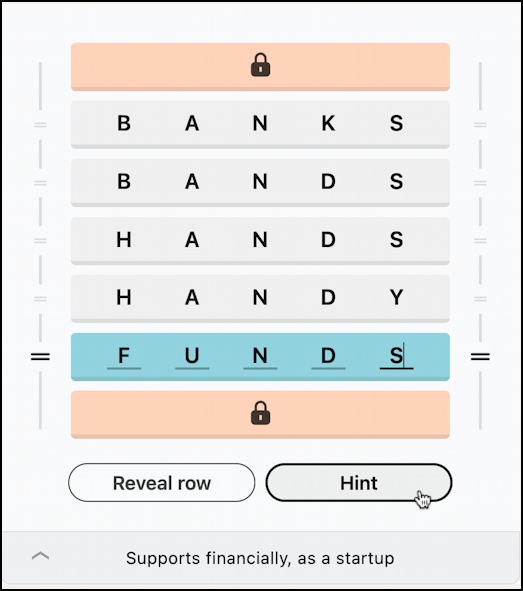 B A N K S
B A N D S
H A N D S
H A N D Y
F U N D S
Reveal row Hint
Supports financially, as a startup